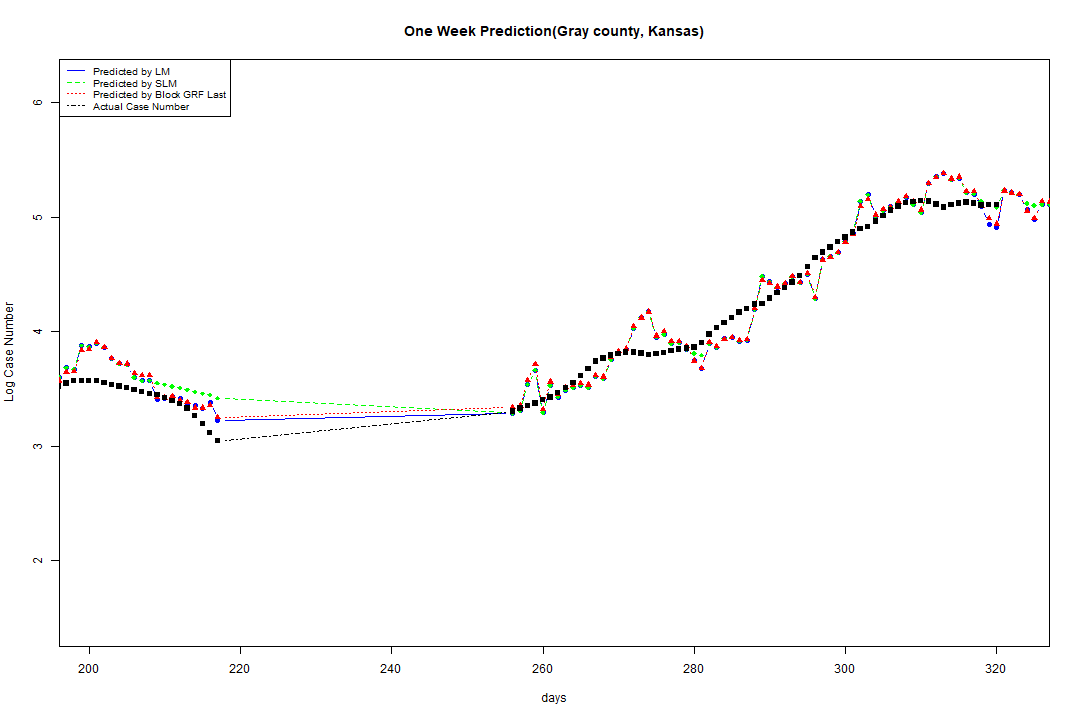 One Week Prediction(Gray county, Kansas)
Predicted by LM
Predicted by SLM
Predicted by Block GRF Last
Actual Case Number
Log Case Number
6
5
4
3
2
200 220 240 260 280 300 320
days